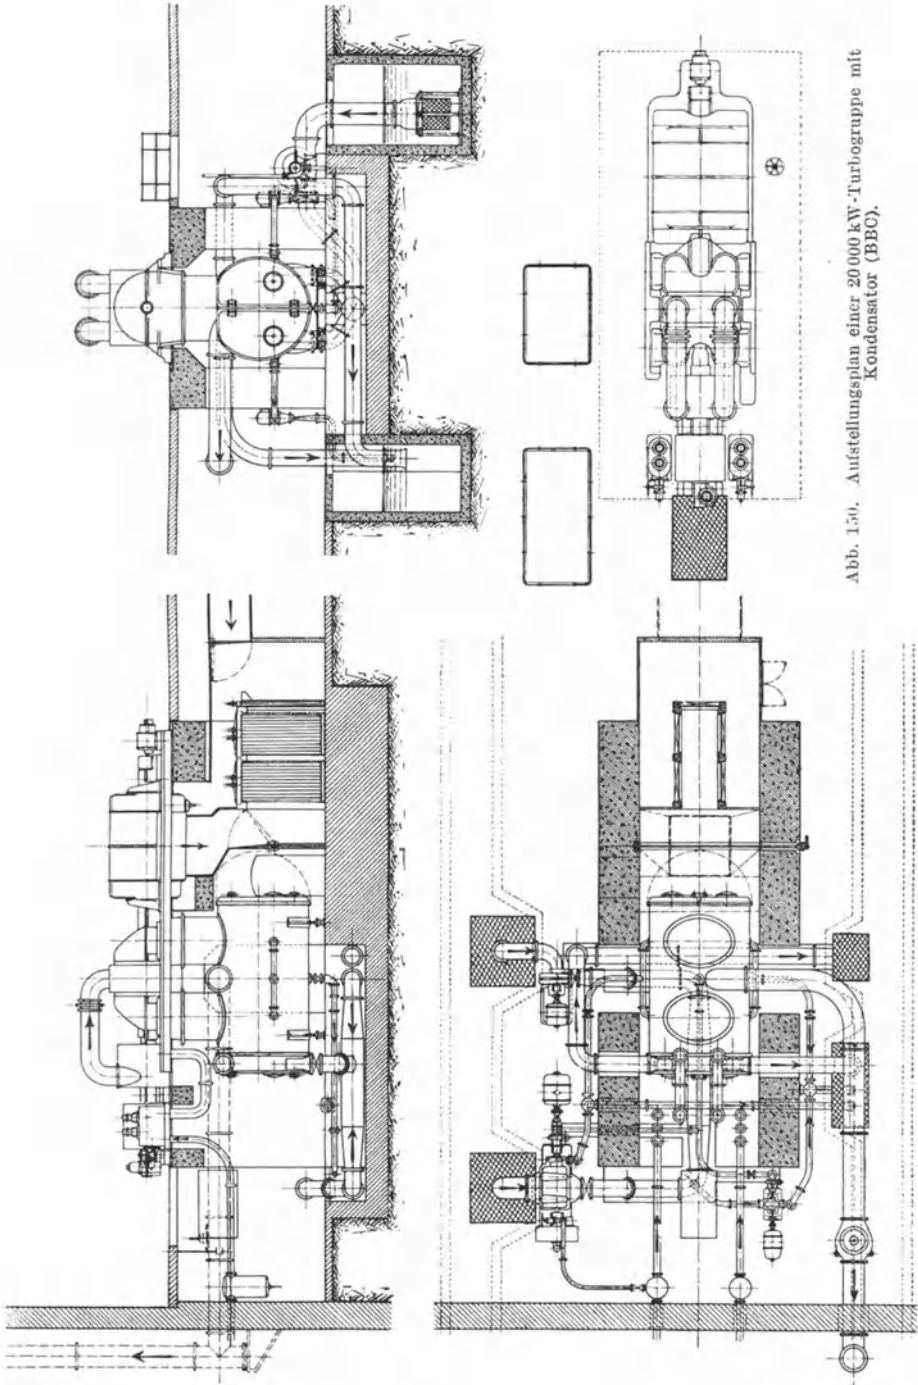 Abb. 150. Aufstellungsplan einer 20000 kW-Turbogruppe mit
Kondensator (BBC).